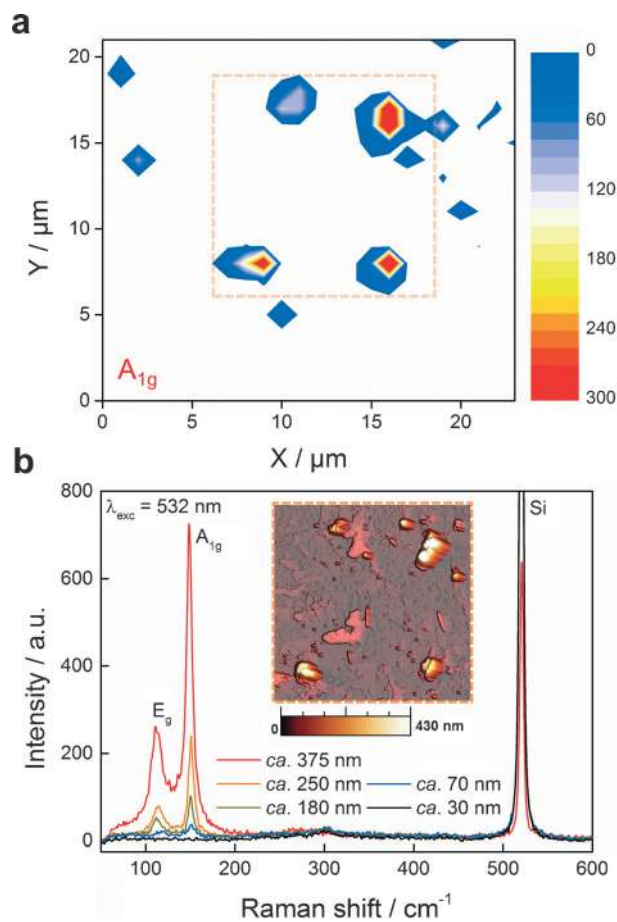 a
20
15
10
5
0
Y / μm
A1g
0 5 10 15 20
X / μm
0
60
120
180
240
300
b
800
600
400
200
0
Intensity / a.u.
λexc = 532 nm
A1g
Eg
Si
0 430 nm
ca. 375 nm
ca. 250 nm ca. 70 nm
ca. 180 nm ca. 30 nm
100 200 300 400 500 600
Raman shift / cm-1